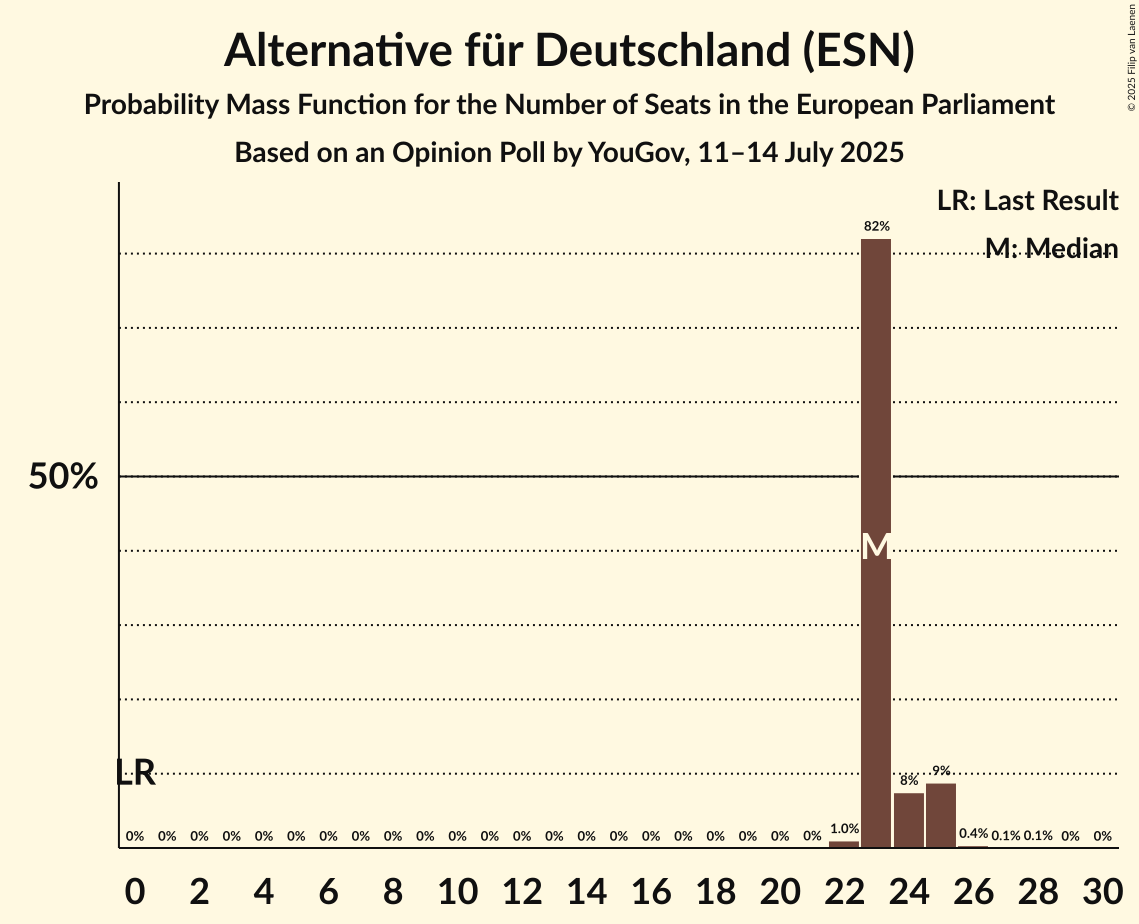 Alternative für Deutschland (ESN)
Probability Mass Function for the Number of Seats in the European Parliament
Based on an Opinion Poll by YouGov, 11–14 July 2025
© 2025 Filip van Laenen
LR: Last Result
M: Median
82%
50%
M
LR
0% 0% 0% 0% 0% 0% 0% 0% 0% 0% 0% 0% 0% 0% 0% 0% 0% 0% 0% 0% 0% 0% 1.0% 8% 9% 0.4% 0.1% 0.1% 0% 0%
0 2 4 6 8 10 12 14 16 18 20 22 24 26 28 30